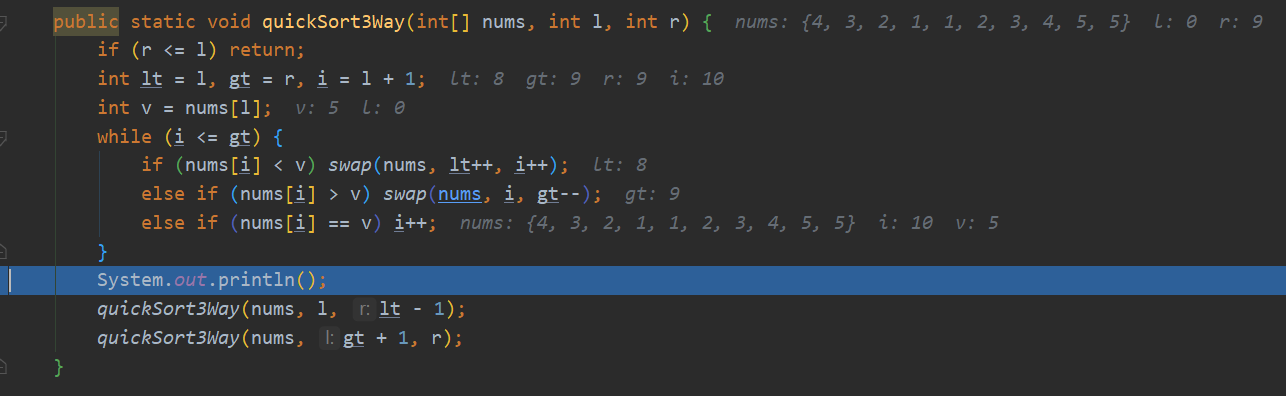 public static void quickSort3Way(int[] nums, int l, int r) {  nums: {4, 3, 2, 1, 1, 2, 3, 4, 5, 5}  l: 0  r: 9
    if (r <= l) return;
    int lt = l, gt = r, i = l + 1;  lt: 8  gt: 9  r: 9  i: 10
    int v = nums[l];  v: 5  l: 0
    while (i <= gt) {
        if (nums[i] < v) swap(nums, lt++, i++);  lt: 8
        else if (nums[i] > v) swap(nums, i, gt--);  gt: 9
        else if (nums[i] == v) i++;  nums: {4, 3, 2, 1, 1, 2, 3, 4, 5, 5}  i: 10  v: 5
    }
    System.out.println();
    quickSort3Way(nums, l, r: lt - 1);
    quickSort3Way(nums, l: gt + 1, r);
}